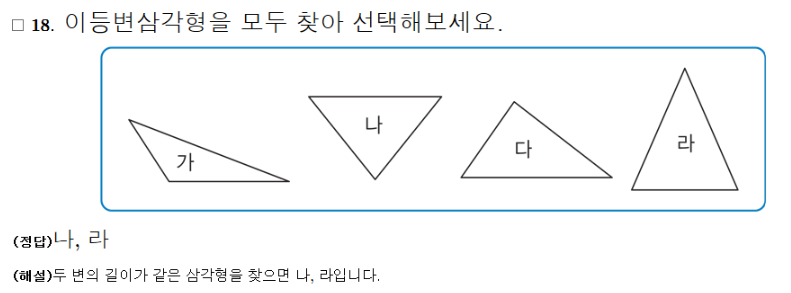 □ 18. 이등변삼각형을 모두 찾아 선택해보세요.
가
나
다
라
(정답)나, 라
(해설)두 변의 길이가 같은 삼각형을 찾으면 나, 라입니다.